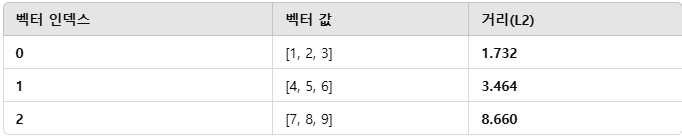 벡터 인덱스 벡터 값 거리(L2)
0 [1, 2, 3] 1.732
1 [4, 5, 6] 3.464
2 [7, 8, 9] 8.660